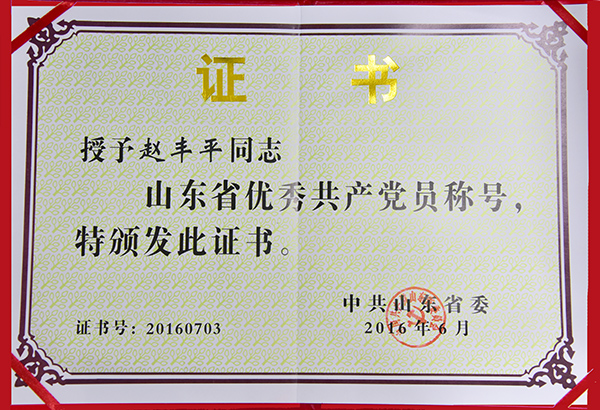 证 书
授予赵丰平同志
山东省优秀共产党员称号，
特颁发此证书。
中共山东省委
证书号：20160703
2016年6月